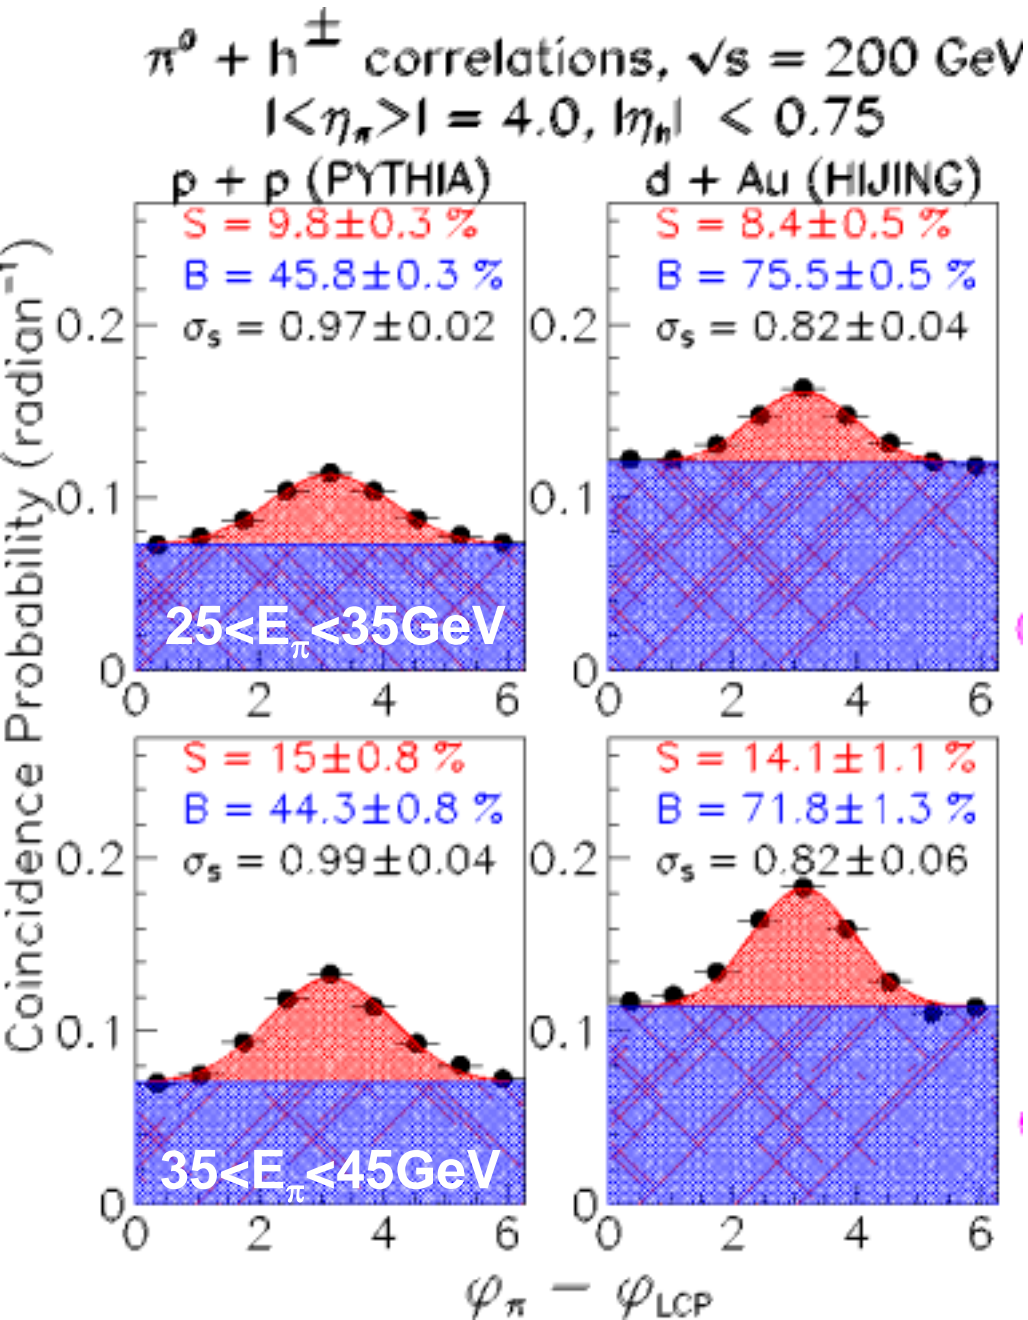 π⁰ + h± correlations, √s = 200 GeV
|<η_π>| = 4.0, |η_h| < 0.75
p + p (PYTHIA)
S = 9.8±0.3 %
B = 45.8±0.3 %
σ_s = 0.97±0.02
0.2
0.1
0
25<E_π<35GeV
0 2 4 6
d + Au (HIJING)
S = 8.4±0.5 %
B = 75.5±0.5 %
σ_s = 0.82±0.04
0.2
0.1
0
0 2 4 6
S = 15±0.8 %
B = 44.3±0.8 %
σ_s = 0.99±0.04
0.2
0.1
0
35<E_π<45GeV
0 2 4 6
S = 14.1±1.1 %
B = 71.8±1.3 %
σ_s = 0.82±0.06
0.2
0.1
0
0 2 4 6
Coincidence Probability (radian⁻¹)
φ_π − φ_LCP